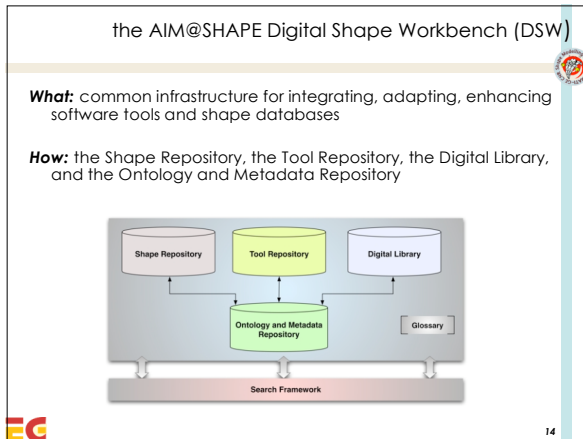 the AIM@SHAPE Digital Shape Workbench (DSW)
What: common infrastructure for integrating, adapting, enhancing
software tools and shape databases
How: the Shape Repository, the Tool Repository, the Digital Library,
and the Ontology and Metadata Repository
Shape Repository
Tool Repository
Digital Library
Ontology and Metadata
Repository
Glossary
Search Framework
EG
14